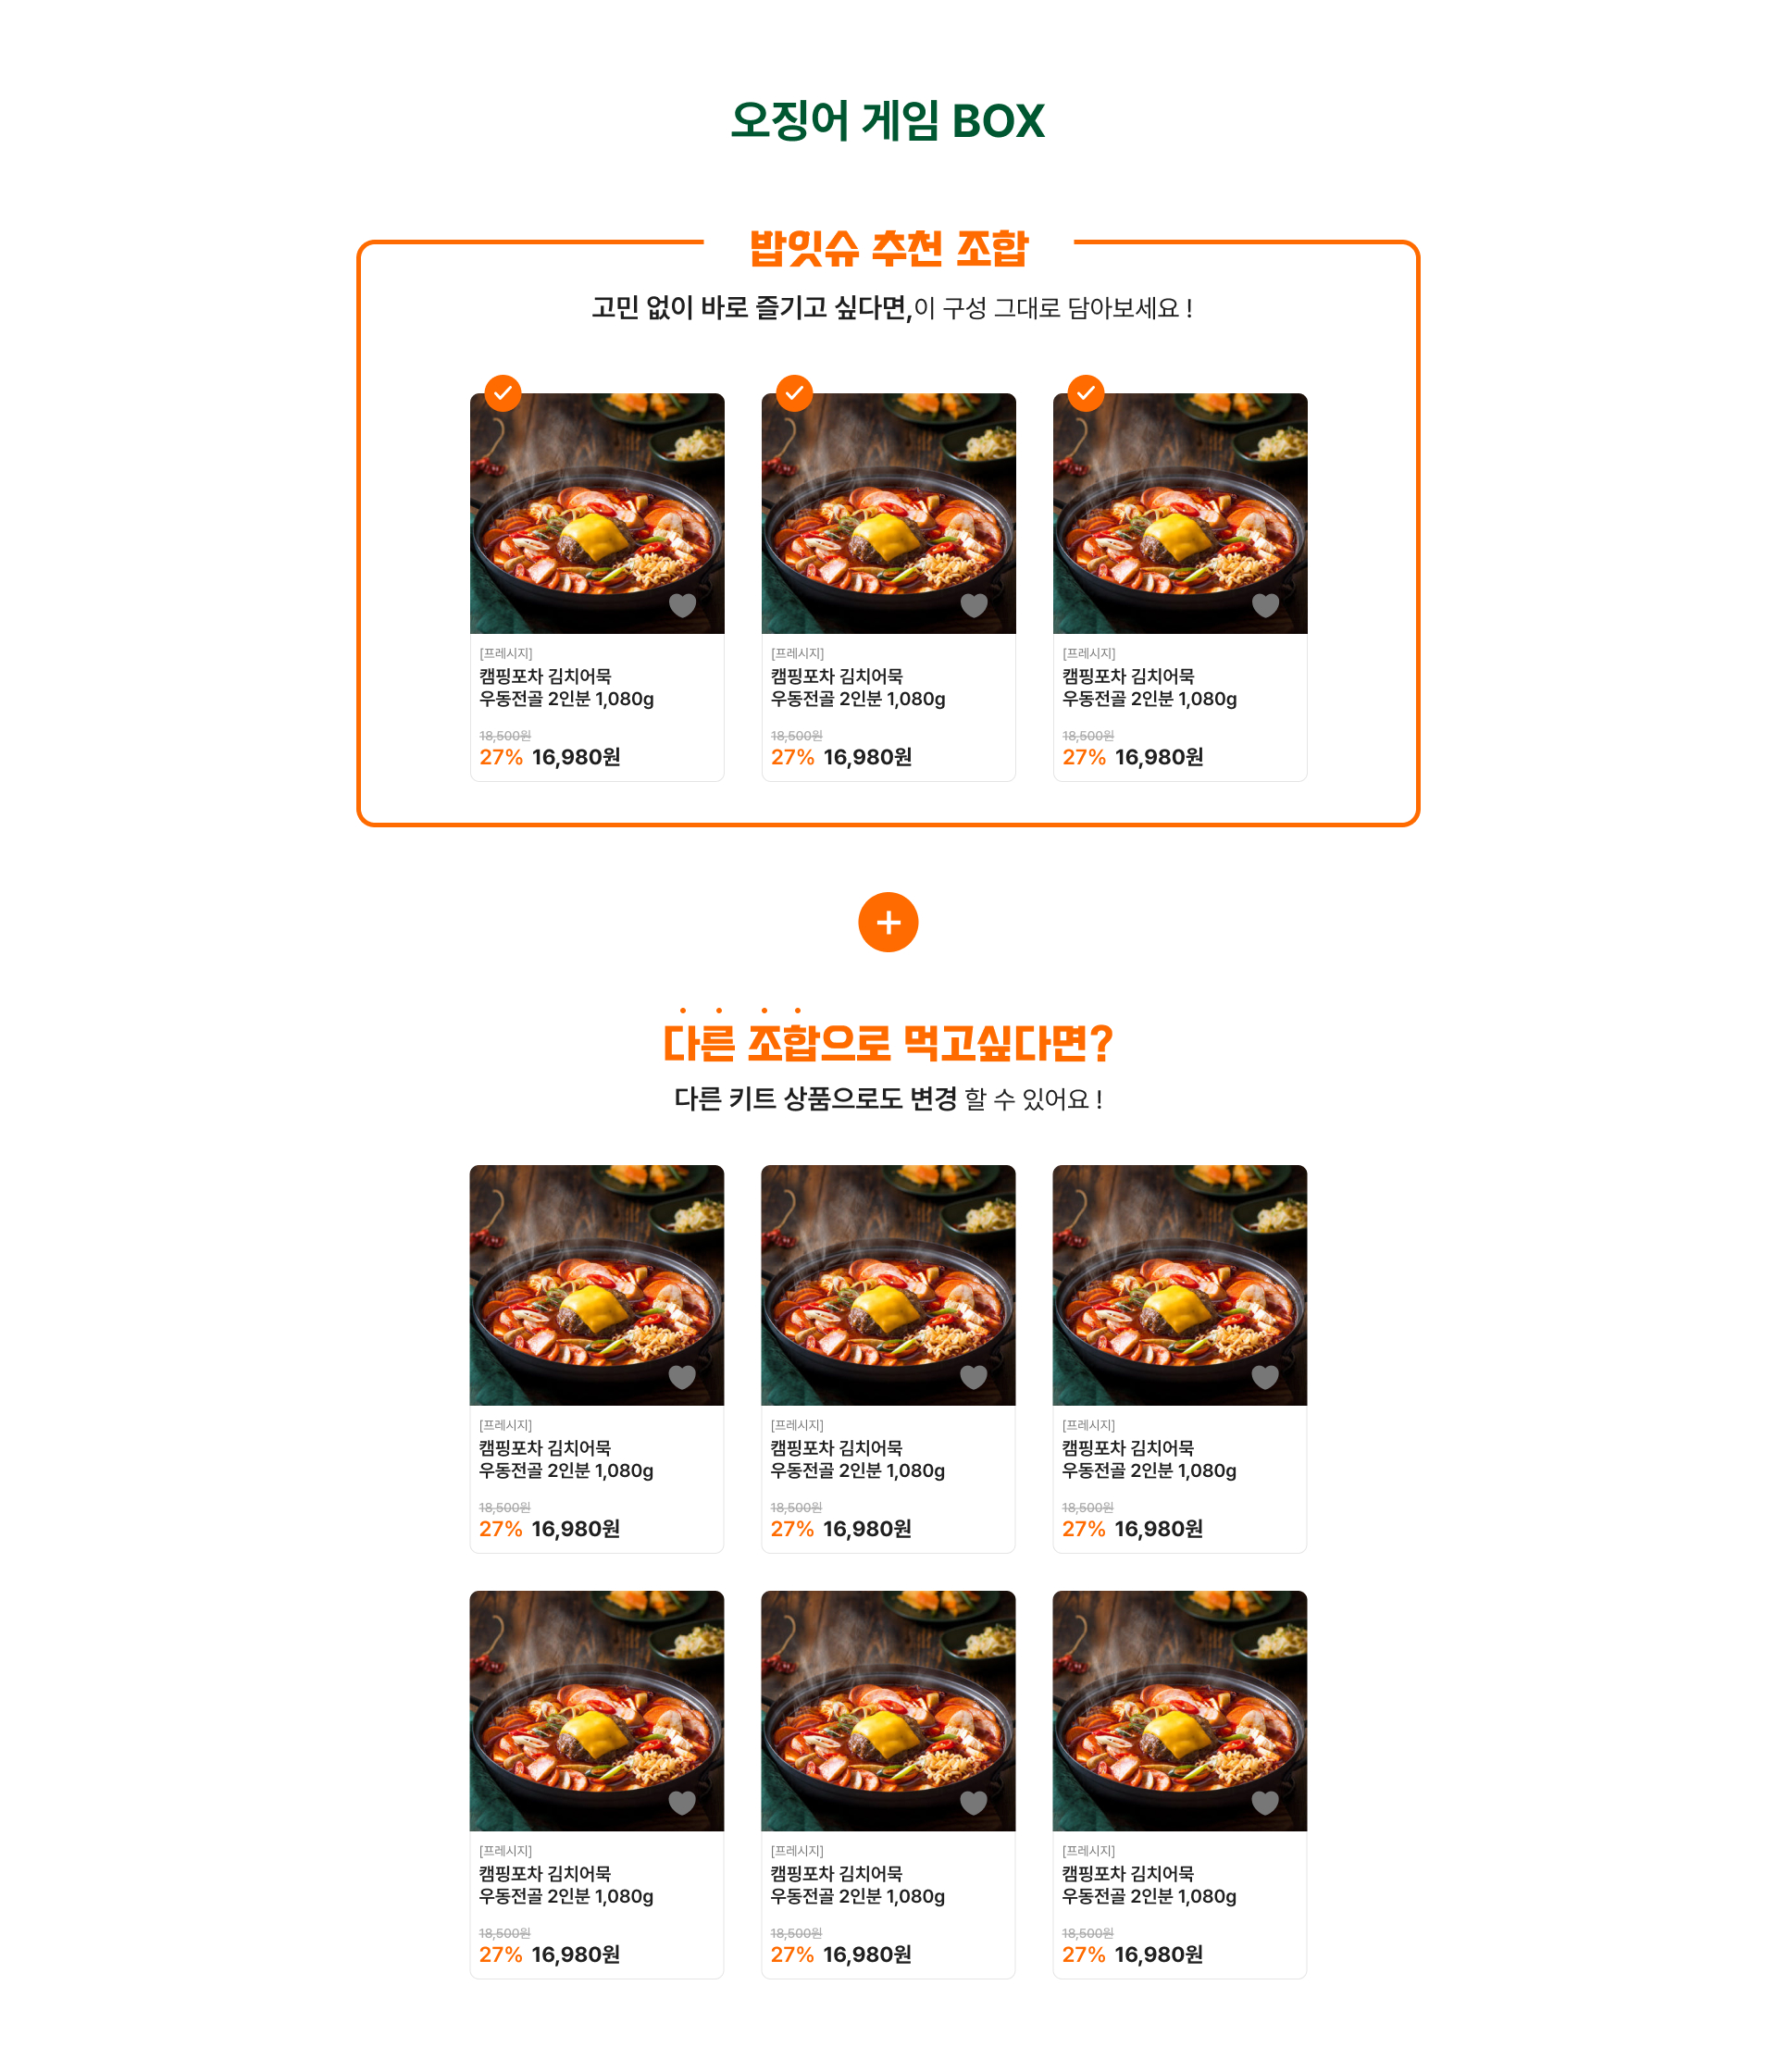 오징어 게임 BOX
밥잇슈 추천 조합
고민 없이 바로 즐기고 싶다면,이 구성 그대로 담아보세요 !
[프레시지]
캠핑포차 김치어묵
우동전골 2인분 1,080g
18,500원
27% 16,980원
[프레시지]
캠핑포차 김치어묵
우동전골 2인분 1,080g
18,500원
27% 16,980원
[프레시지]
캠핑포차 김치어묵
우동전골 2인분 1,080g
18,500원
27% 16,980원
다른 조합으로 먹고싶다면?
다른 키트 상품으로도 변경 할 수 있어요 !
[프레시지]
캠핑포차 김치어묵
우동전골 2인분 1,080g
18,500원
27% 16,980원
[프레시지]
캠핑포차 김치어묵
우동전골 2인분 1,080g
18,500원
27% 16,980원
[프레시지]
캠핑포차 김치어묵
우동전골 2인분 1,080g
18,500원
27% 16,980원
[프레시지]
캠핑포차 김치어묵
우동전골 2인분 1,080g
18,500원
27% 16,980원
[프레시지]
캠핑포차 김치어묵
우동전골 2인분 1,080g
18,500원
27% 16,980원
[프레시지]
캠핑포차 김치어묵
우동전골 2인분 1,080g
18,500원
27% 16,980원